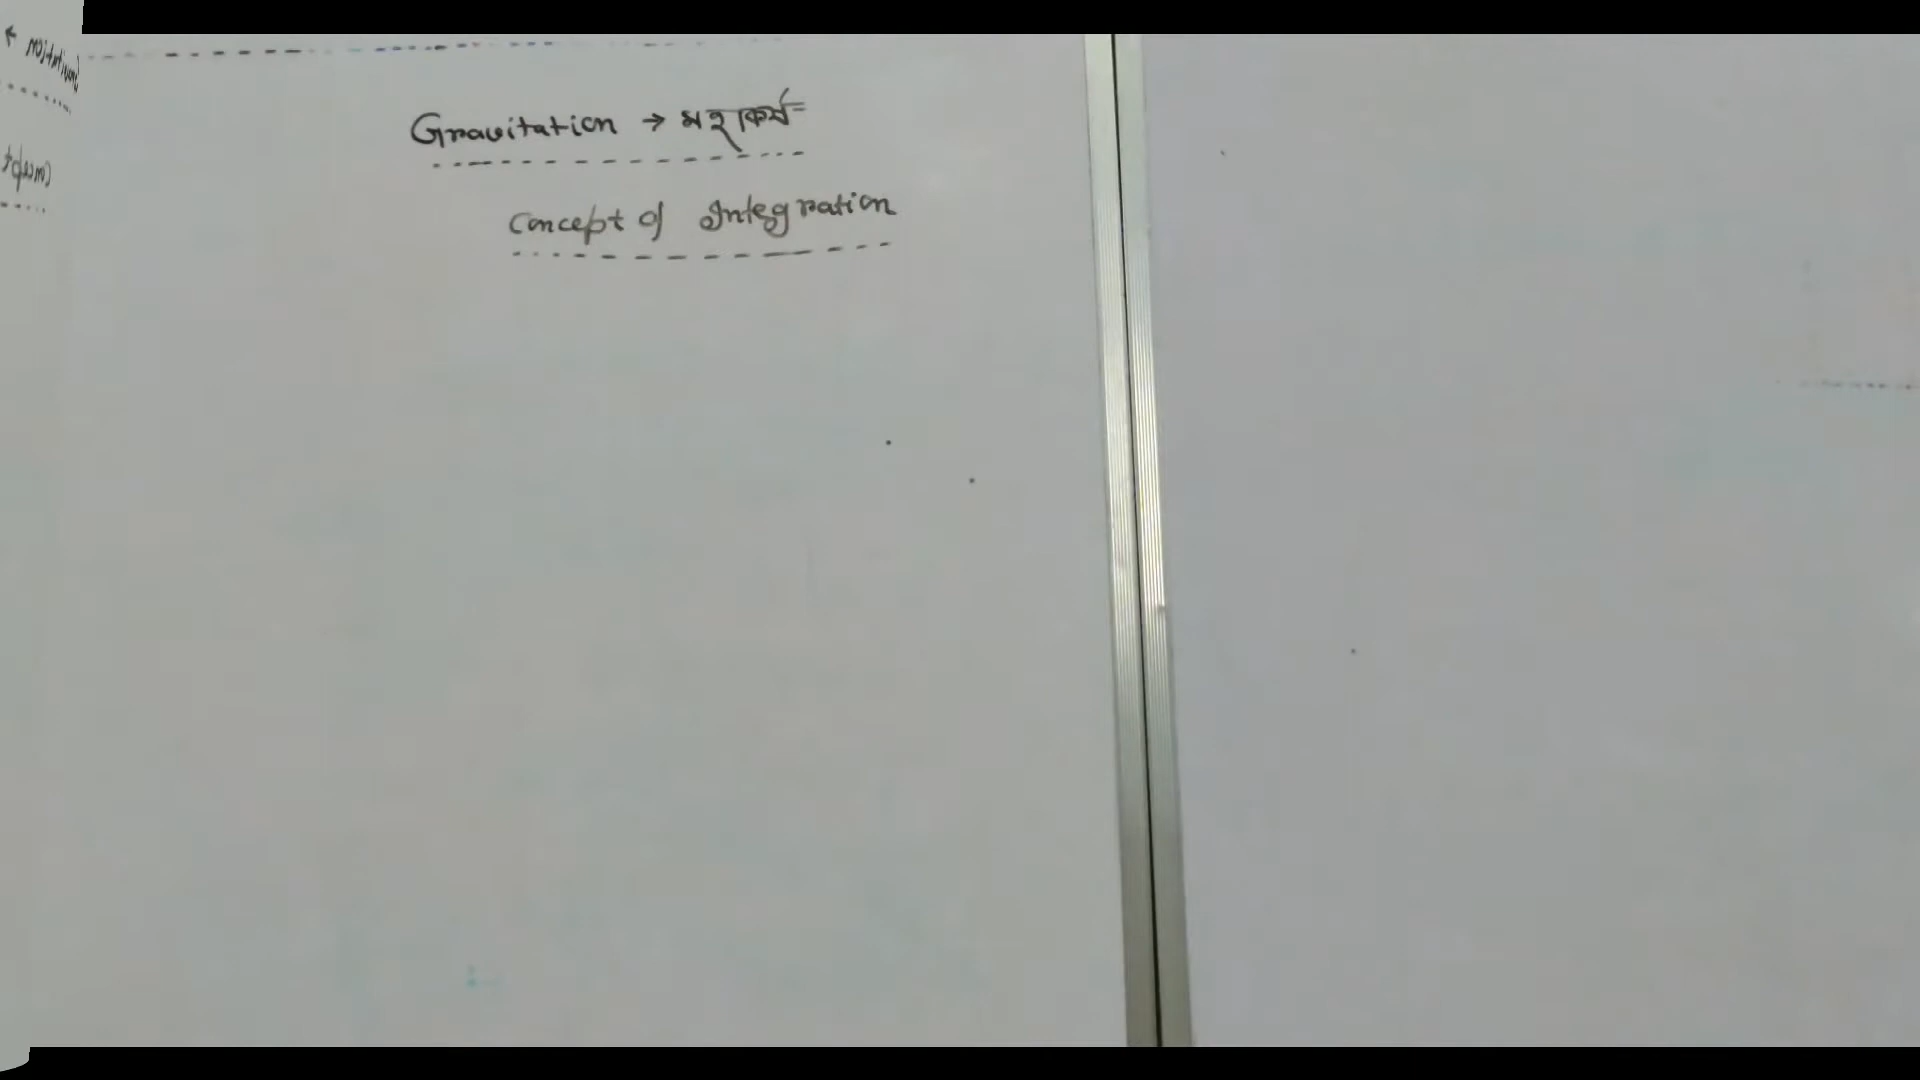 Gravitation → মহাকর্ষ
Concept of Integration